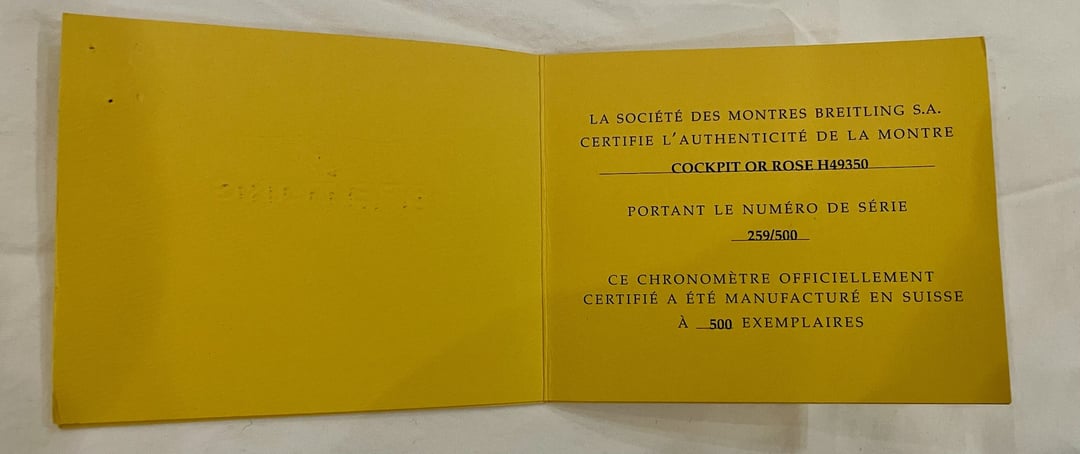 LA SOCIÉTÉ DES MONTRES BREITLING S.A.
CERTIFIE L'AUTHENTICITÉ DE LA MONTRE
COCKPIT OR ROSE H49350
PORTANT LE NUMÉRO DE SÉRIE
259/500
CE CHRONOMÈTRE OFFICIELLEMENT
CERTIFIÉ A ÉTÉ MANUFACTURÉ EN SUISSE
À 500 EXEMPLAIRES